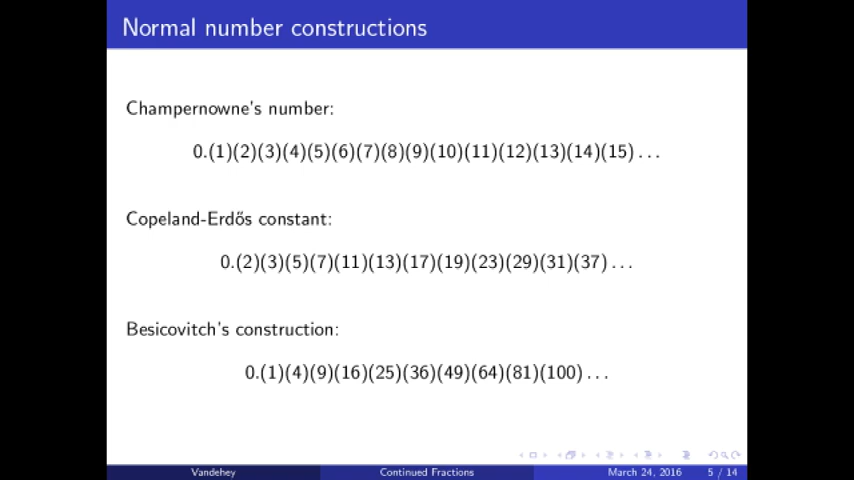 Normal number constructions
Champernowne's number:
0.(1)(2)(3)(4)(5)(6)(7)(8)(9)(10)(11)(12)(13)(14)(15) . . .
Copeland-Erdős constant:
0.(2)(3)(5)(7)(11)(13)(17)(19)(23)(29)(31)(37) . . .
Besicovitch's construction:
0.(1)(4)(9)(16)(25)(36)(49)(64)(81)(100) . . .
Vandehey Continued Fractions March 24, 2016 5 / 14